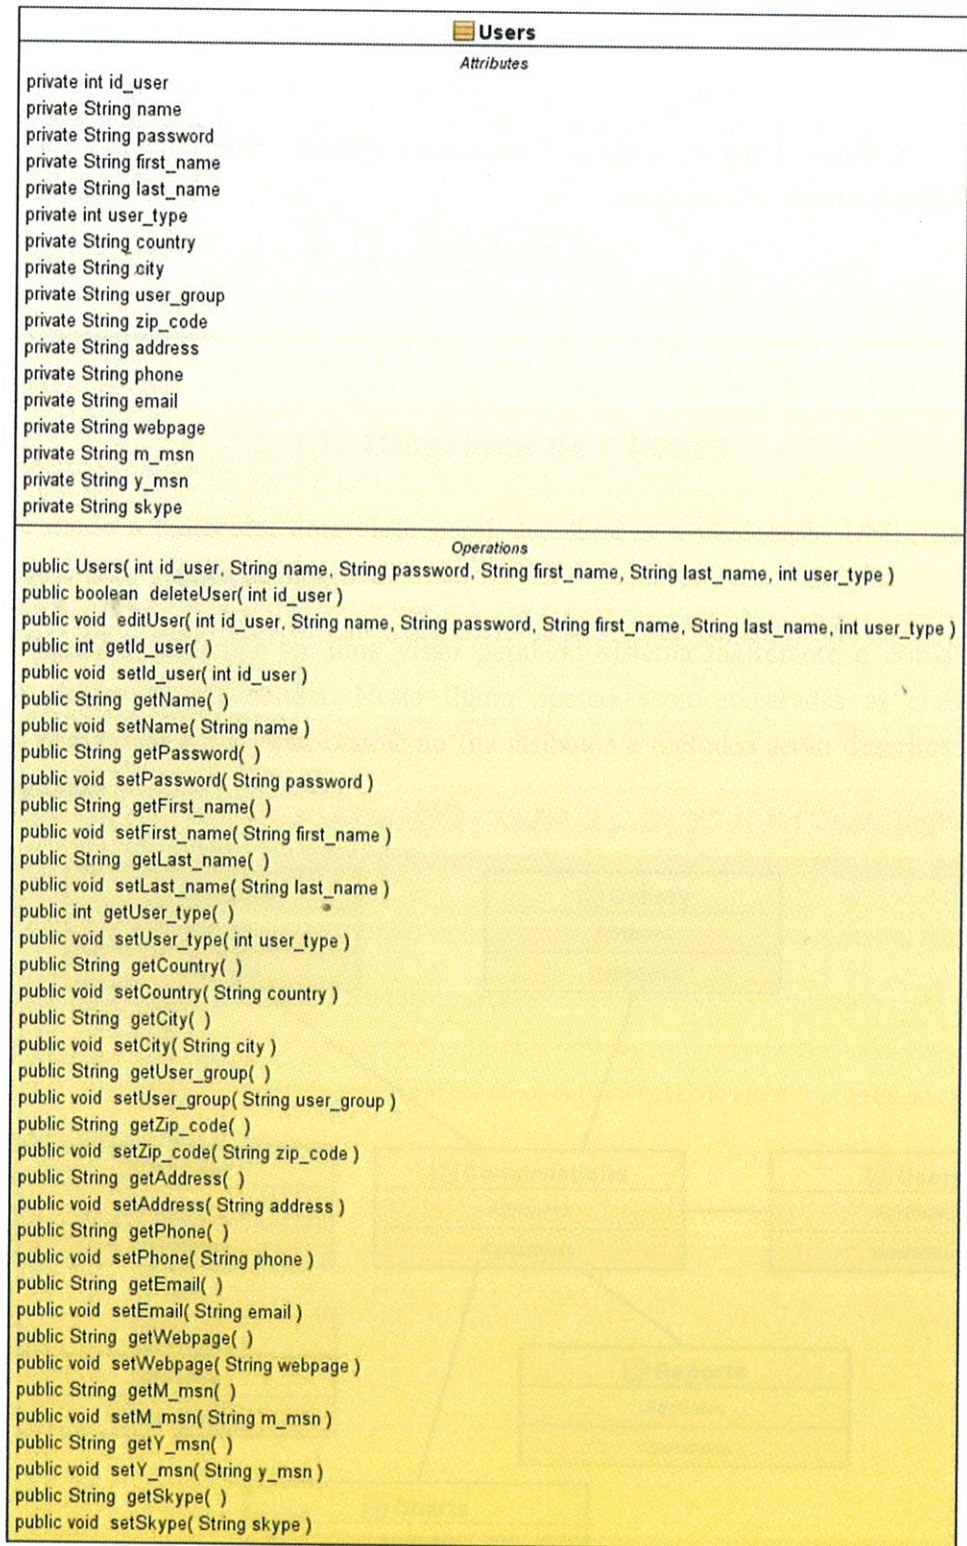 Users
Attributes
private int id_user
private String name
private String password
private String first_name
private String last_name
private int user_type
private String country
private String city
private String user_group
private String zip_code
private String address
private String phone
private String email
private String webpage
private String m_msn
private String y_msn
private String skype
Operations
public Users( int id_user, String name, String password, String first_name, String last_name, int user_type )
public boolean deleteUser( int id_user )
public void editUser( int id_user, String name, String password, String first_name, String last_name, int user_type )
public int getId_user( )
public void setId_user( int id_user )
public String getName( )
public void setName( String name )
public String getPassword( )
public void setPassword( String password )
public String getFirst_name( )
public void setFirst_name( String first_name )
public String getLast_name( )
public void setLast_name( String last_name )
public int getUser_type( )
public void setUser_type( int user_type )
public String getCountry( )
public void setCountry( String country )
public String getCity( )
public void setCity( String city )
public String getUser_group( )
public void setUser_group( String user_group )
public String getZip_code( )
public void setZip_code( String zip_code )
public String getAddress( )
public void setAddress( String address )
public String getPhone( )
public void setPhone( String phone )
public String getEmail( )
public void setEmail( String email )
public String getWebpage( )
public void setWebpage( String webpage )
public String getM_msn( )
public void setM_msn( String m_msn )
public String getY_msn( )
public void setY_msn( String y_msn )
public String getSkype( )
public void setSkype( String skype )